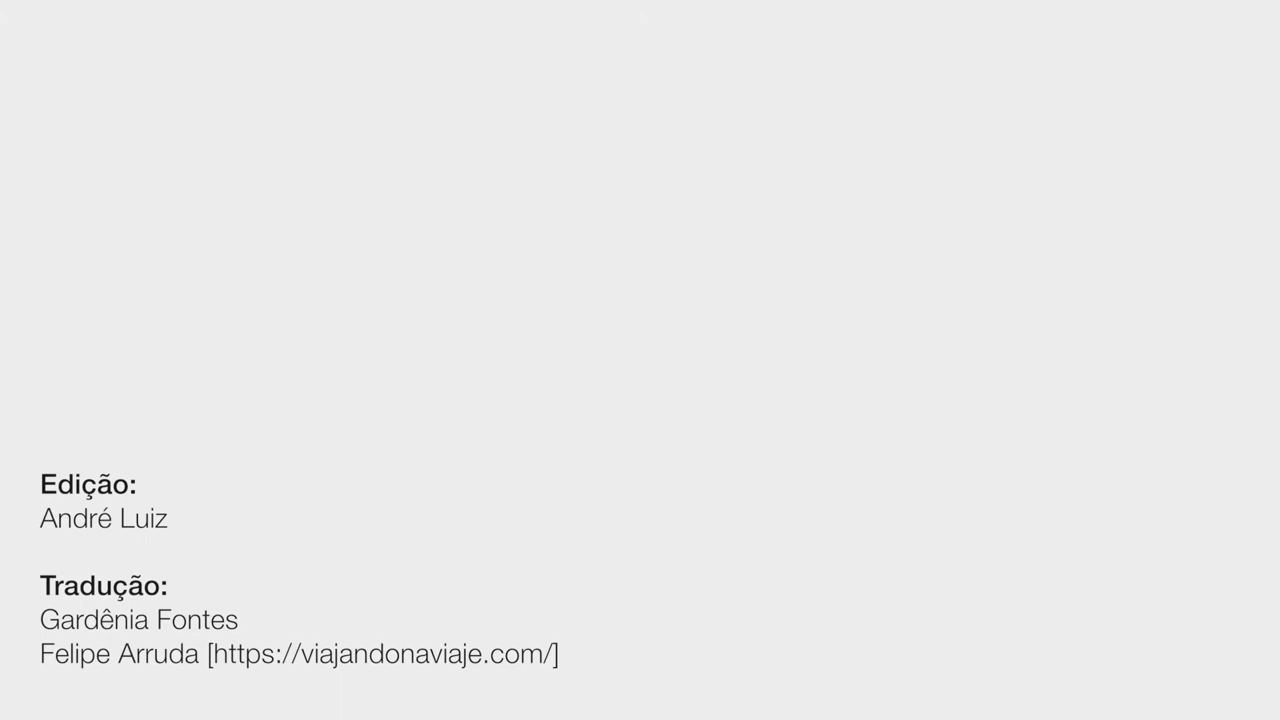 Edição:
André Luiz
Tradução:
Gardênia Fontes
Felipe Arruda [https://viajandonaviaje.com/]